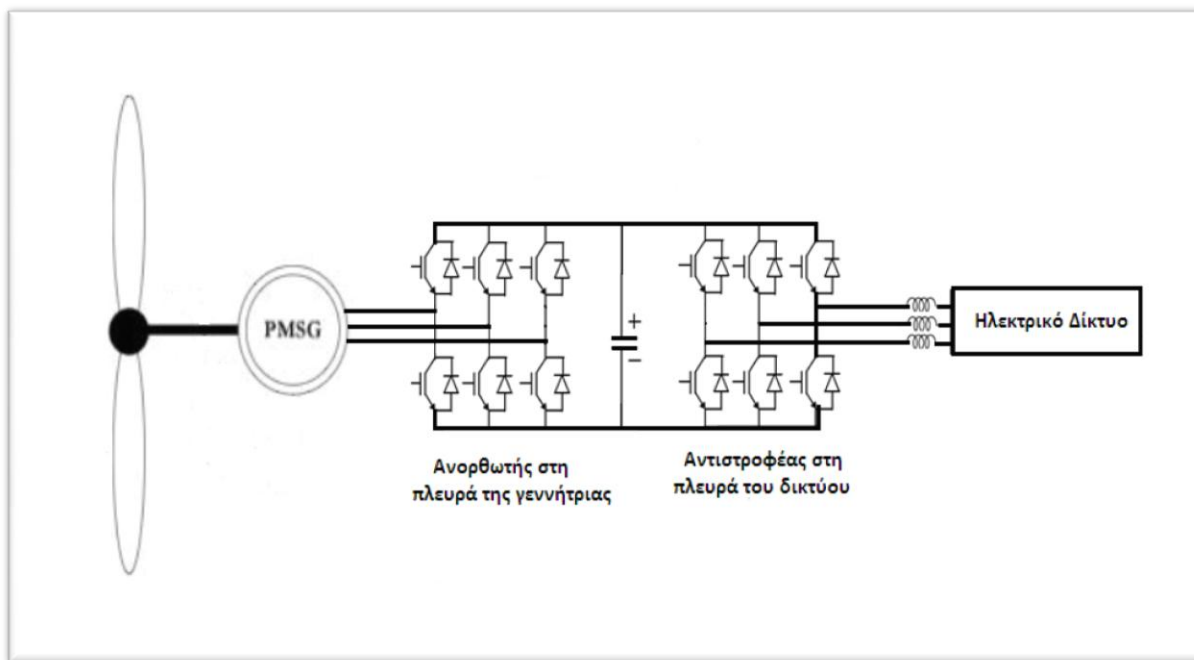 PMSG
+
−
Ηλεκτρικό Δίκτυο
Ανορθωτής στη
πλευρά της γεννήτριας
Αντιστροφέας στη
πλευρά του δικτύου